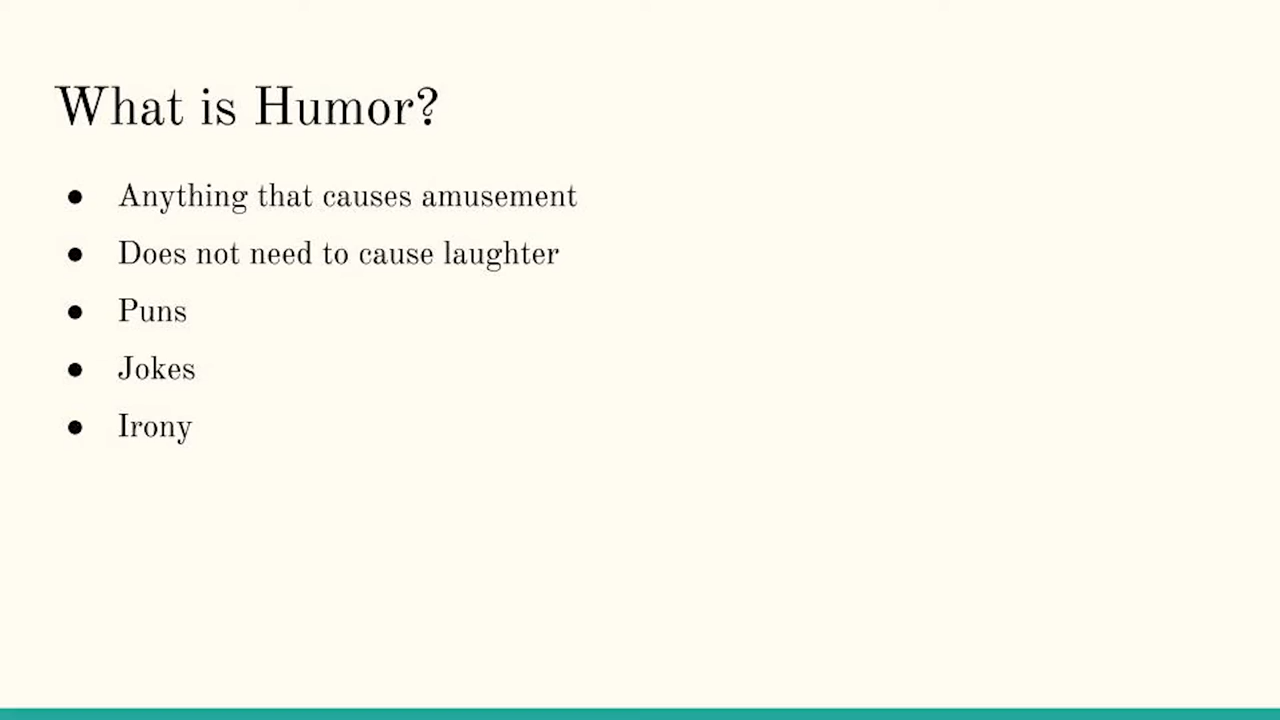 What is Humor?
● Anything that causes amusement
● Does not need to cause laughter
● Puns
● Jokes
● Irony